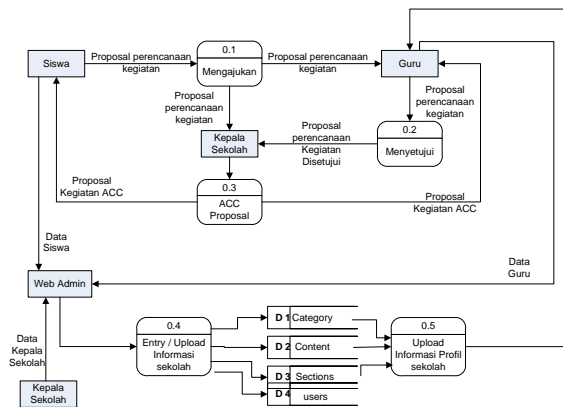 0.1
Siswa
Proposal perencanaan
kegiatan
Mengajukan
Proposal perencanaan
kegiatan
Guru
Proposal
perencanaan
kegiatan
Proposal
perencanaan
kegiatan
0.2
Menyetujui
Kepala
Sekolah
Proposal
perencanaan
Kegiatan
Disetujui
0.3
ACC
Proposal
Proposal
Kegiatan ACC
Proposal
Kegiatan ACC
Data
Siswa
Data
Guru
Web Admin
Data
Kepala
Sekolah
Kepala
Sekolah
0.4
Entry / Upload
Informasi
sekolah
D 1 Category
D 2 Content
D 3 Sections
D 4 users
0.5
Upload
Informasi Profil
sekolah